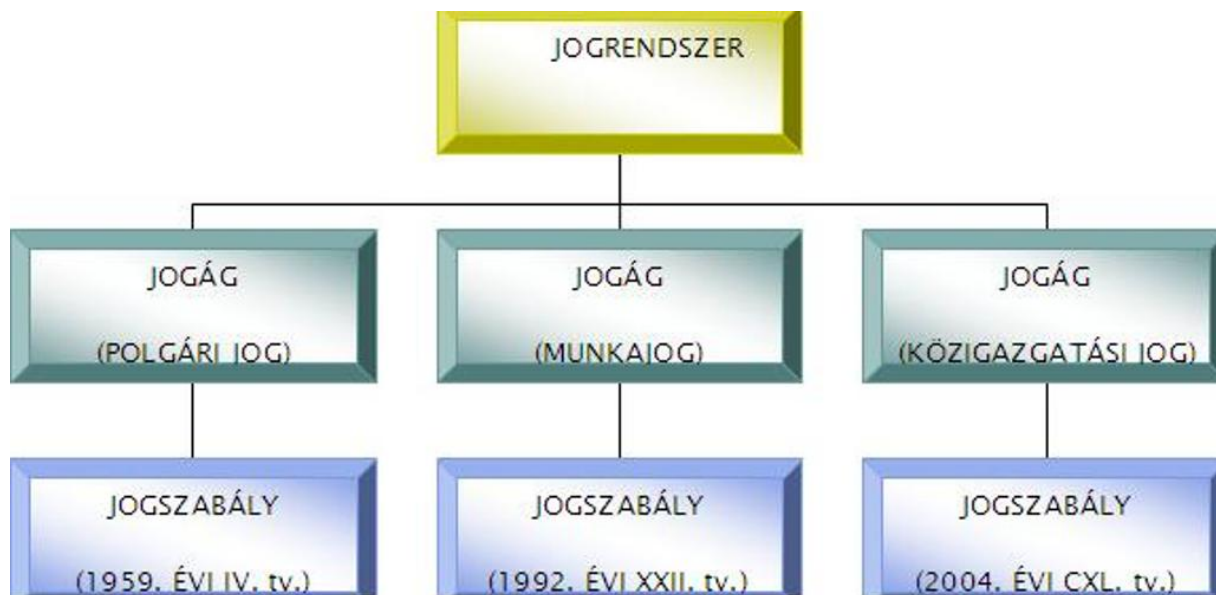 JOGRENDSZER
JOGÁG
(POLGÁRI JOG)
JOGÁG
(MUNKAJOG)
JOGÁG
(KÖZIGAZGATÁSI JOG)
JOGSZABÁLY
(1959. ÉVI IV. tv.)
JOGSZABÁLY
(1992. ÉVI XXII. tv.)
JOGSZABÁLY
(2004. ÉVI CXL. tv.)